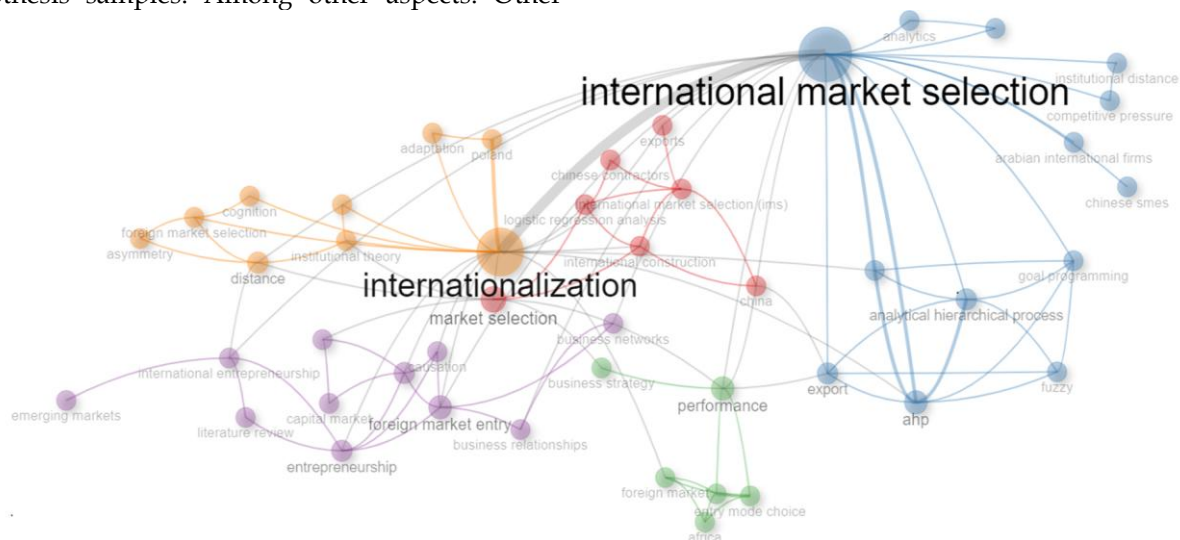 samples. Among other aspects. Other
analytics
institutional distance
international market selection
competitive pressure
exports
adaptation
poland
arabian international firms
chinese contractors
chinese smes
international market selection (ims)
cognition
logistic regression analysis
foreign market selection
asymmetry
institutional theory
international construction
distance
goal programming
internationalization
china
market selection
analytical hierarchical process
business networks
causation
international entrepreneurship
business strategy
export
fuzzy
emerging markets
capital market
performance
literature review
foreign market entry
ahp
business relationships
entrepreneurship
foreign market
entry mode choice
africa